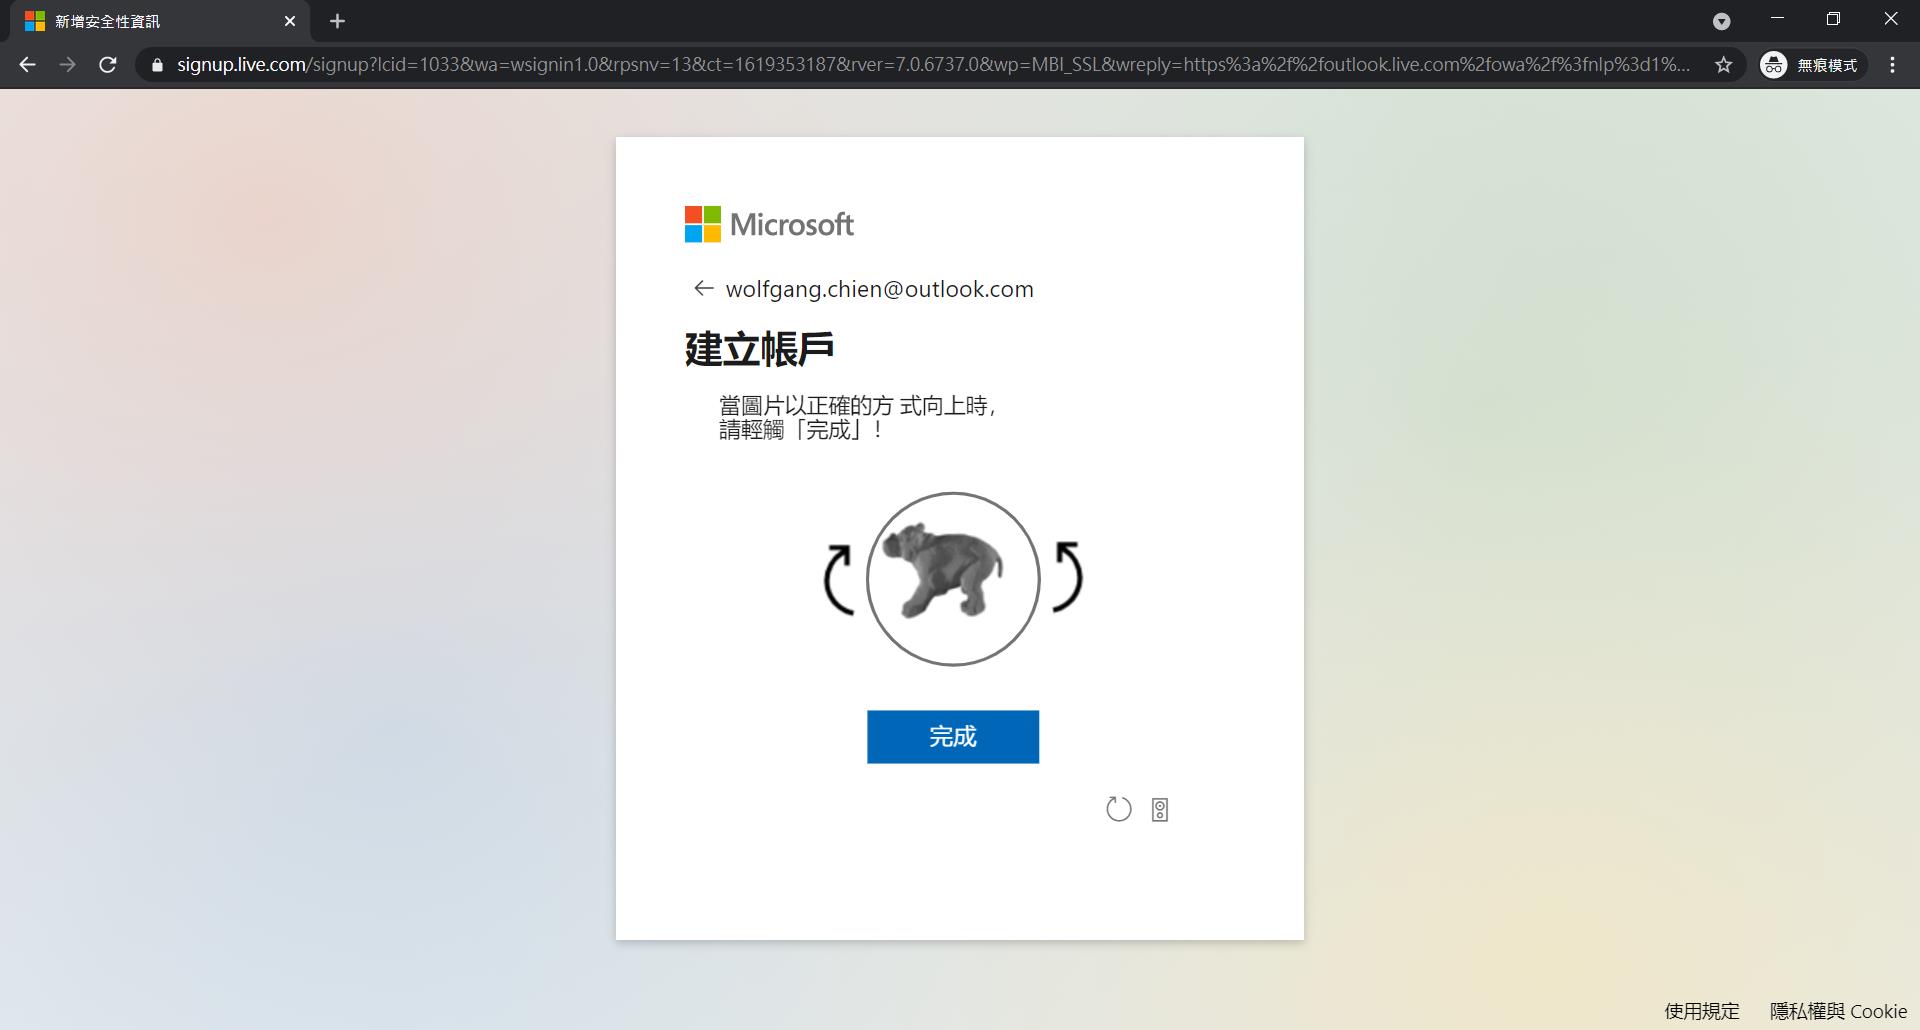 新增安全性資訊
signup.live.com/signup?lcid=1033&wa=wsignin1.0&rpsnv=13&ct=1619353187&rver=7.0.6737.0&wp=MBI_SSL&wreply=https%3a%2f%2foutlook.live.com%2fowa%2f%3fnlp%3d1%...
無痕模式
Microsoft
wolfgang.chien@outlook.com
建立帳戶
當圖片以正確的方 式向上時，
請輕觸「完成」！
完成
使用規定 隱私權與 Cookie